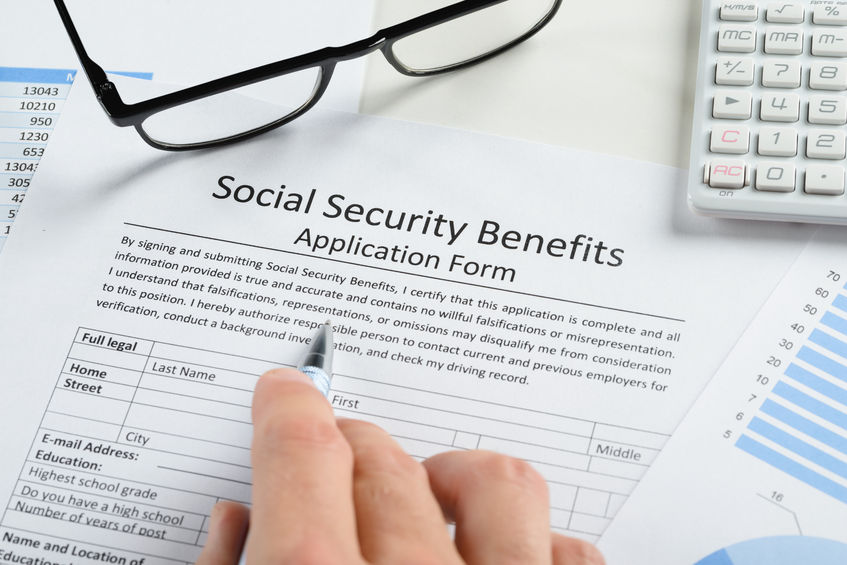 13043
10210
950
1230
653
Social Security Benefits
Application Form
By signing and submitting Social Security Benefits, I certify that this application is complete and all
information provided is true and accurate and contains no willful falsifications or misrepresentation.
I understand that falsifications, representations, or omissions may disqualify me from consideration
to this position. I hereby authorize responsible person to contact current and previous employers for
verification, conduct a background and check my driving record.
Full legal
Last Name
First
Middle
Home
Street
City
E-mail Address:
Education:
Highest school grade
Do you have a high school
Number of years of post
Name and Location of
MC MR M-
+/- 7 8
4 5
C 1 2
AC 0 .
ON
√ %
70
60
50
40
30
20
10
7
6
5
16